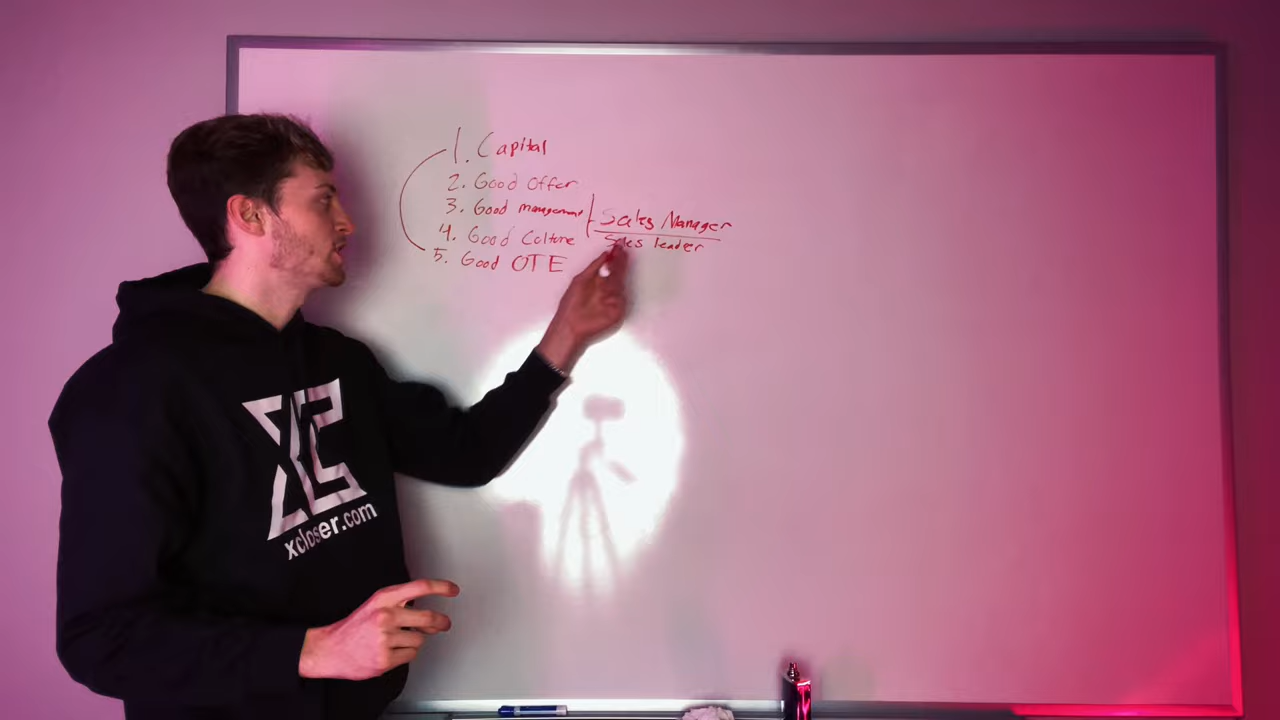 1. Capital
2. Good Offer
3. Good management
4. Good Culture
5. Good OTE
Sales Manager
Sales leader
XC
xcloser.com